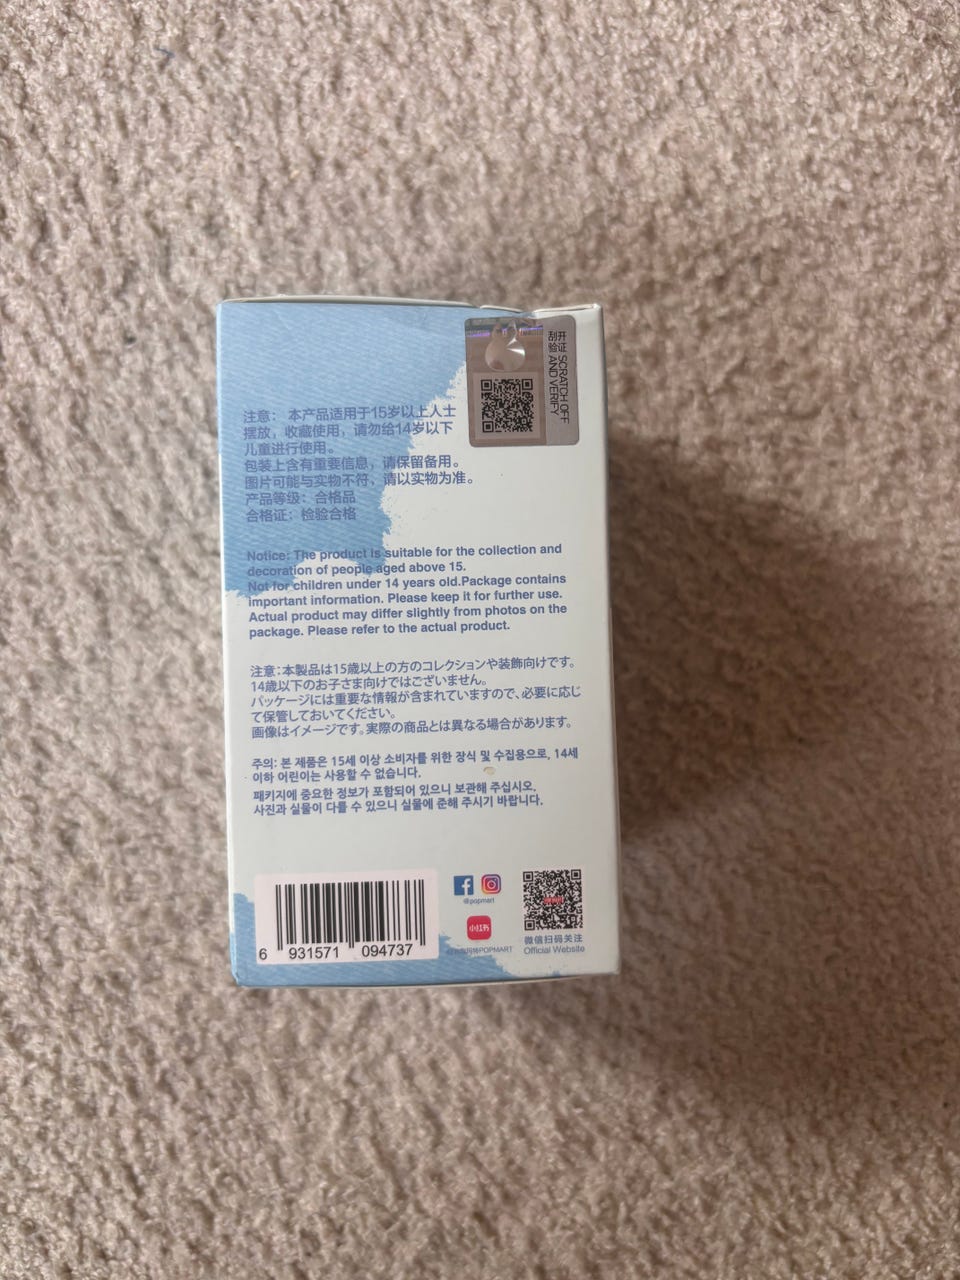 开证 SCRATCH OFF
刮验 AND VERIFY
注意： 本产品适用于15岁以上人士
摆放，收藏使用，请勿给14岁以下
儿童进行使用。
包装上含有重要信息，请保留备用。
图片可能与实物不符，请以实物为准。
产品等级：合格品
合格证：检验合格
Notice: The product is suitable for the collection and
decoration of people aged above 15.
Not for children under 14 years old.Package contains
important information. Please keep it for further use.
Actual product may differ slightly from photos on the
package. Please refer to the actual product.
注意：本製品は15歳以上の方のコレクションや装飾向けです。
14歳以下のお子さま向けではございません。
パッケージには重要な情報が含まれていますので、必要に応じ
て保管しておいてください。
画像はイメージです。実際の商品とは異なる場合があります。
주의: 본 제품은 15세 이상 소비자를 위한 장식 및 수집용으로, 14세
이하 어린이는 사용할 수 없습니다.
패키지에 중요한 정보가 포함되어 있으니 보관해 주십시오.
사진과 실물이 다를 수 있으니 실물에 준해 주시기 바랍니다.
6 931571 094737
@popmart
小红书
POPMART
微信扫码关注
Official Website